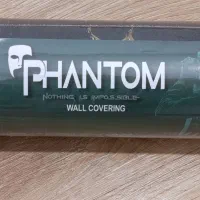 PHANTOM
NOTHING IS IMPOSSIBLE
WALL COVERING